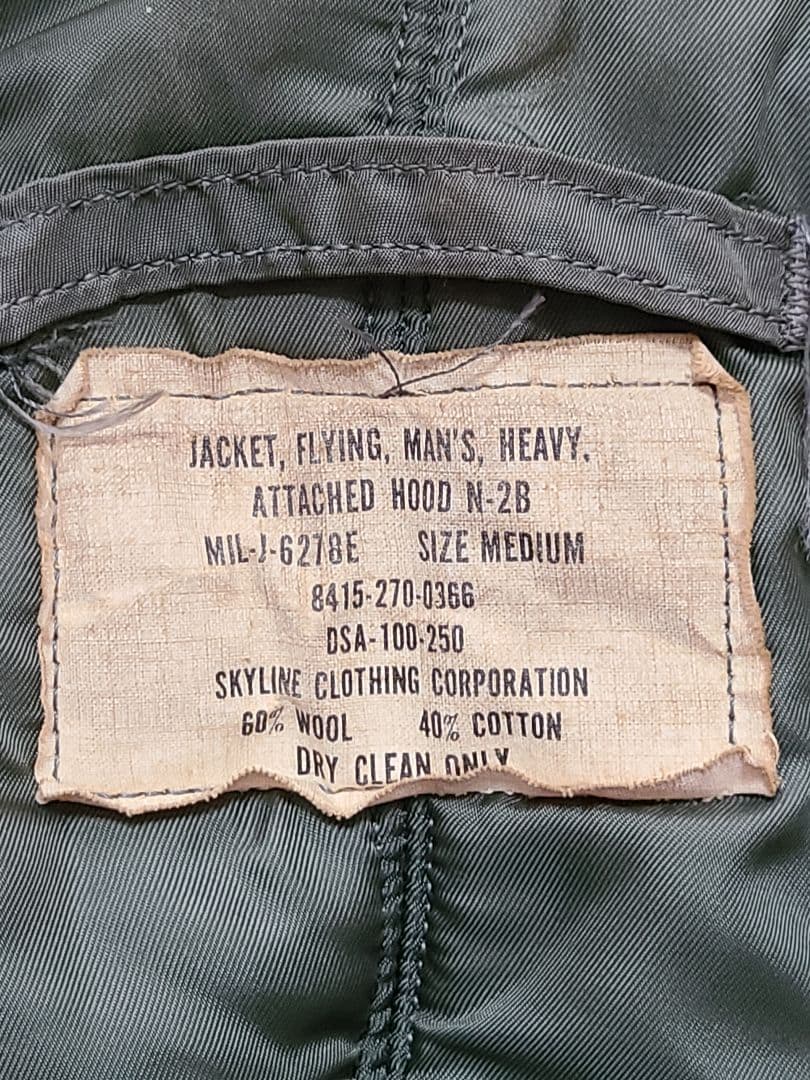 JACKET, FLYING, MAN'S, HEAVY.
ATTACHED HOOD N-2B
MIL-J-6278E SIZE MEDIUM
8415-270-0366
DSA-100-250
SKYLINE CLOTHING CORPORATION
60% WOOL 40% COTTON
DRY CLEAN ONLY